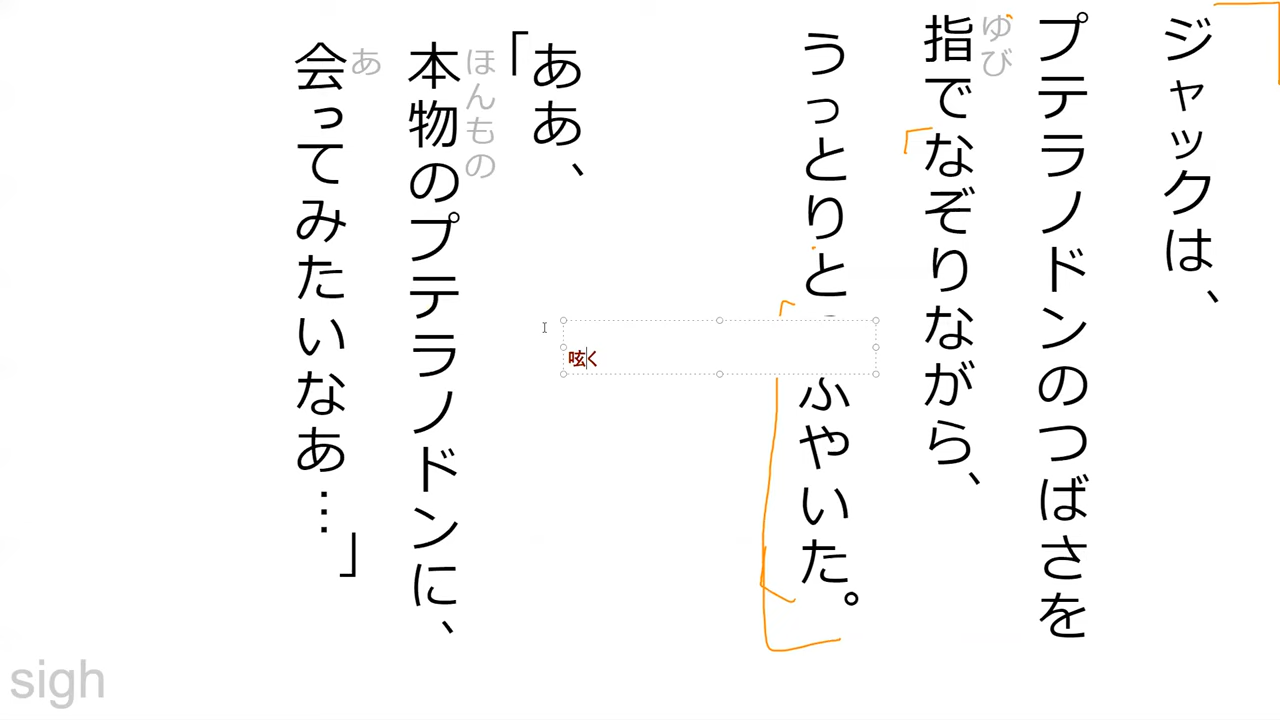 ジャックは、
プテラノドンのつばさを
ゆび
指でなぞりながら、
うっとりと
ふやいた。
「ああ、
ほんもの
本物のプテラノドンに、
あ
会ってみたいなあ…」
呟く
sigh